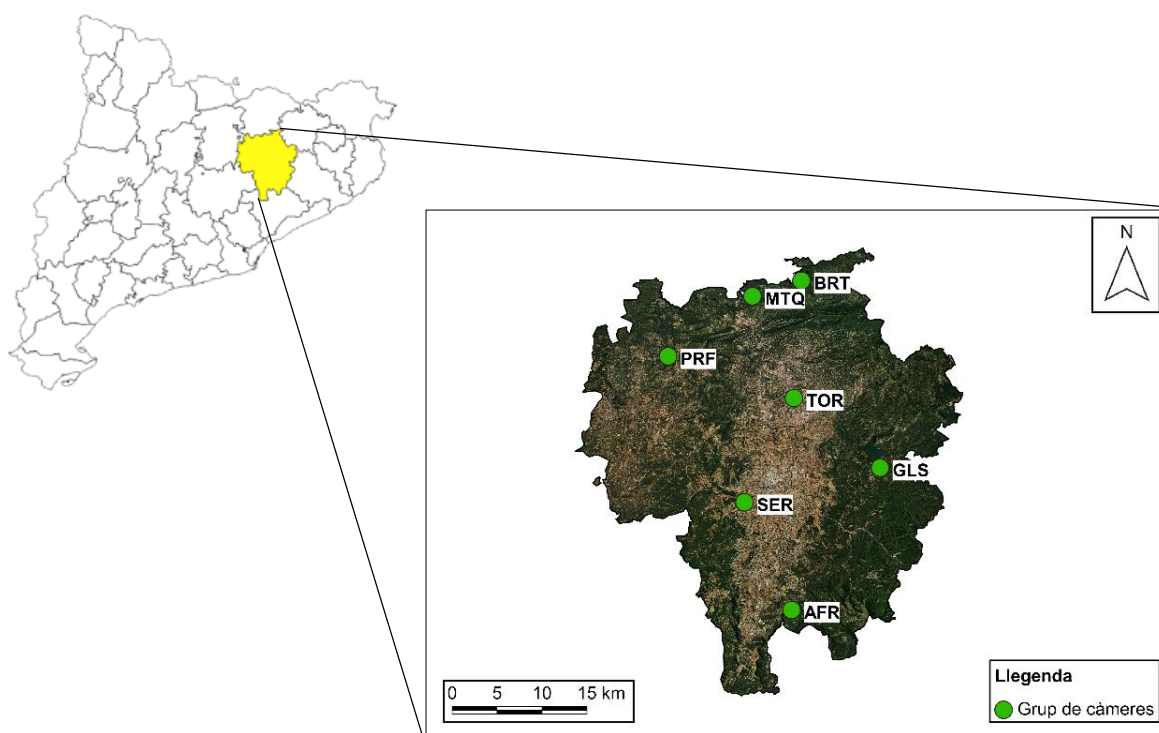 N
BRT
MTQ
PRF
TOR
GLS
SER
AFR
0 5 10 15 km
Llegenda
Grup de càmeres